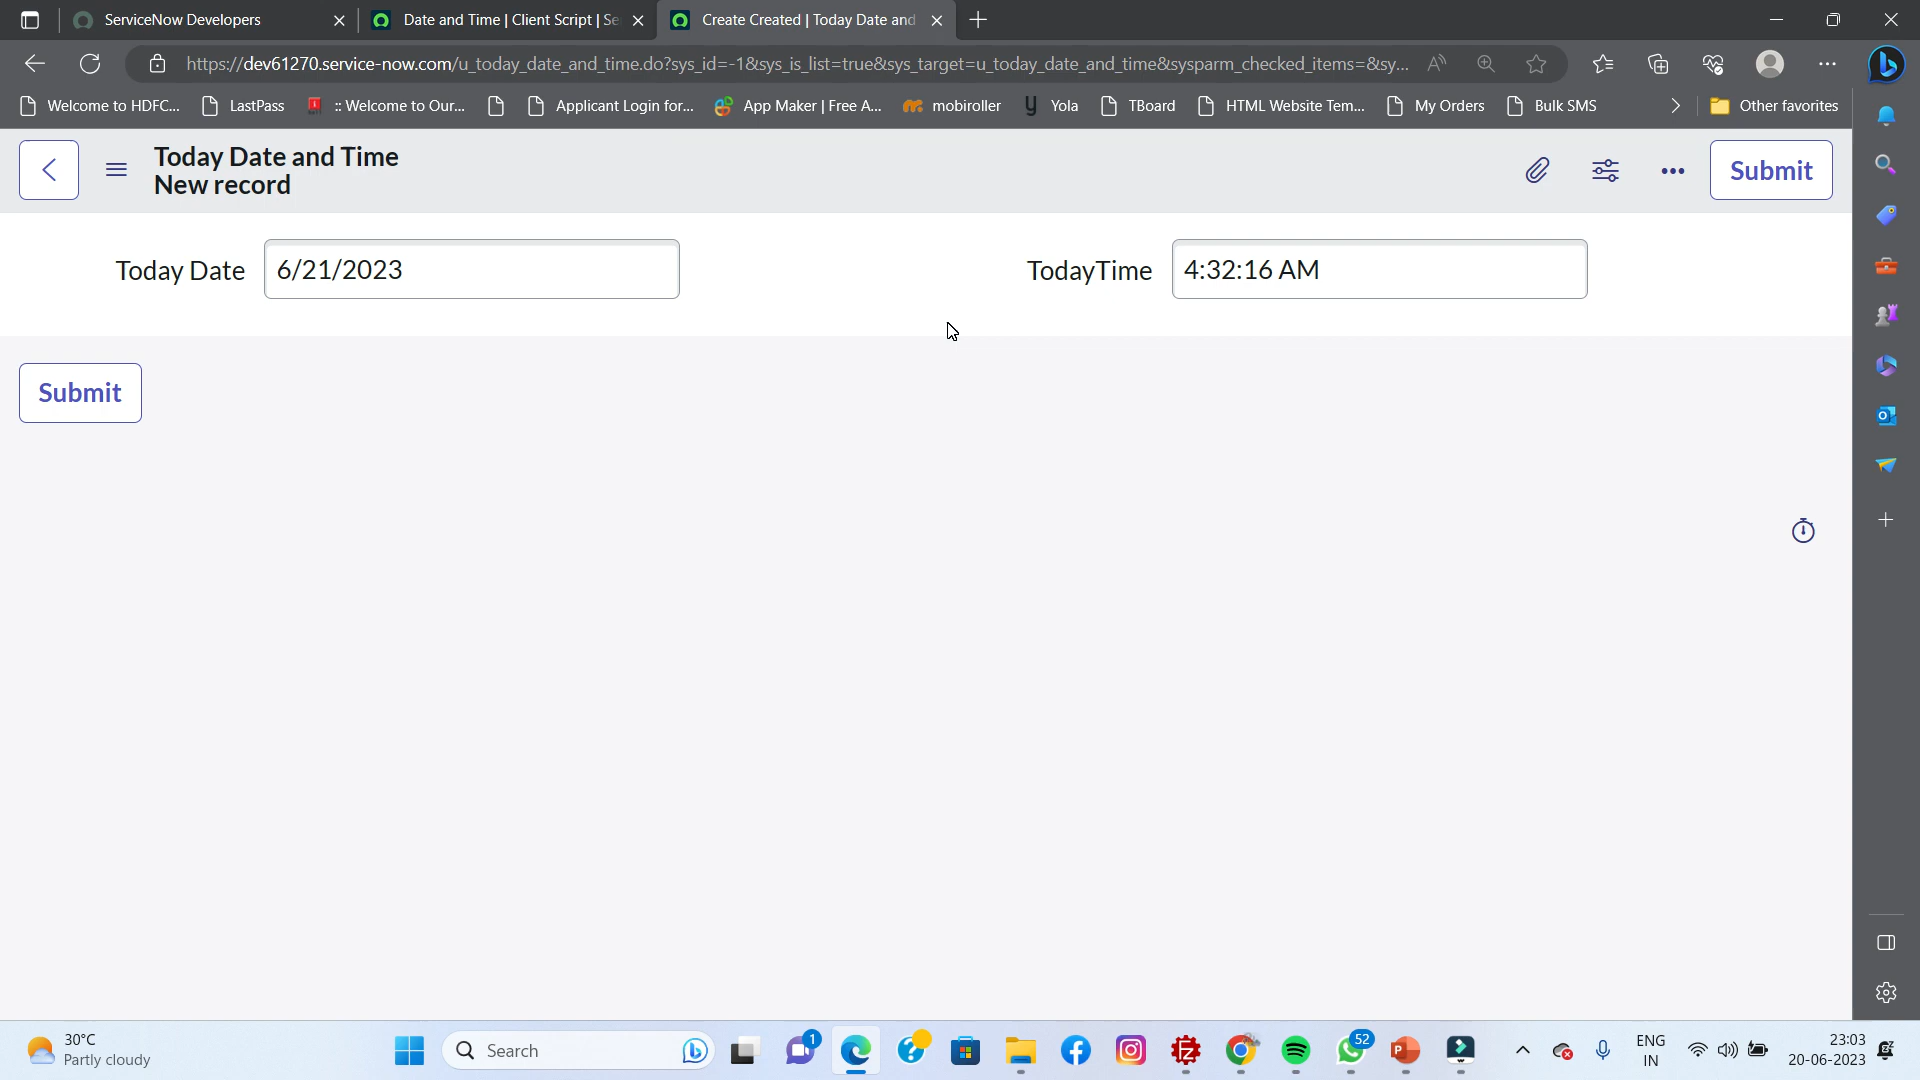 ServiceNow Developers
Date and Time | Client Script | Se
Create Created | Today Date and
https://dev61270.service-now.com/u_today_date_and_time.do?sys_id=-1&sys_is_list=true&sys_target=u_today_date_and_time&sysparm_checked_items=&sy...
Welcome to HDFC...
LastPass
:: Welcome to Our...
Applicant Login for...
App Maker | Free A...
mobiroller
Yola
TBoard
HTML Website Tem...
My Orders
Bulk SMS
Other favorites
Today Date and Time
New record
Submit
Today Date
6/21/2023
TodayTime
4:32:16 AM
Submit
30°C
Partly cloudy
Search
1
52
ENG
IN
23:03
20-06-2023